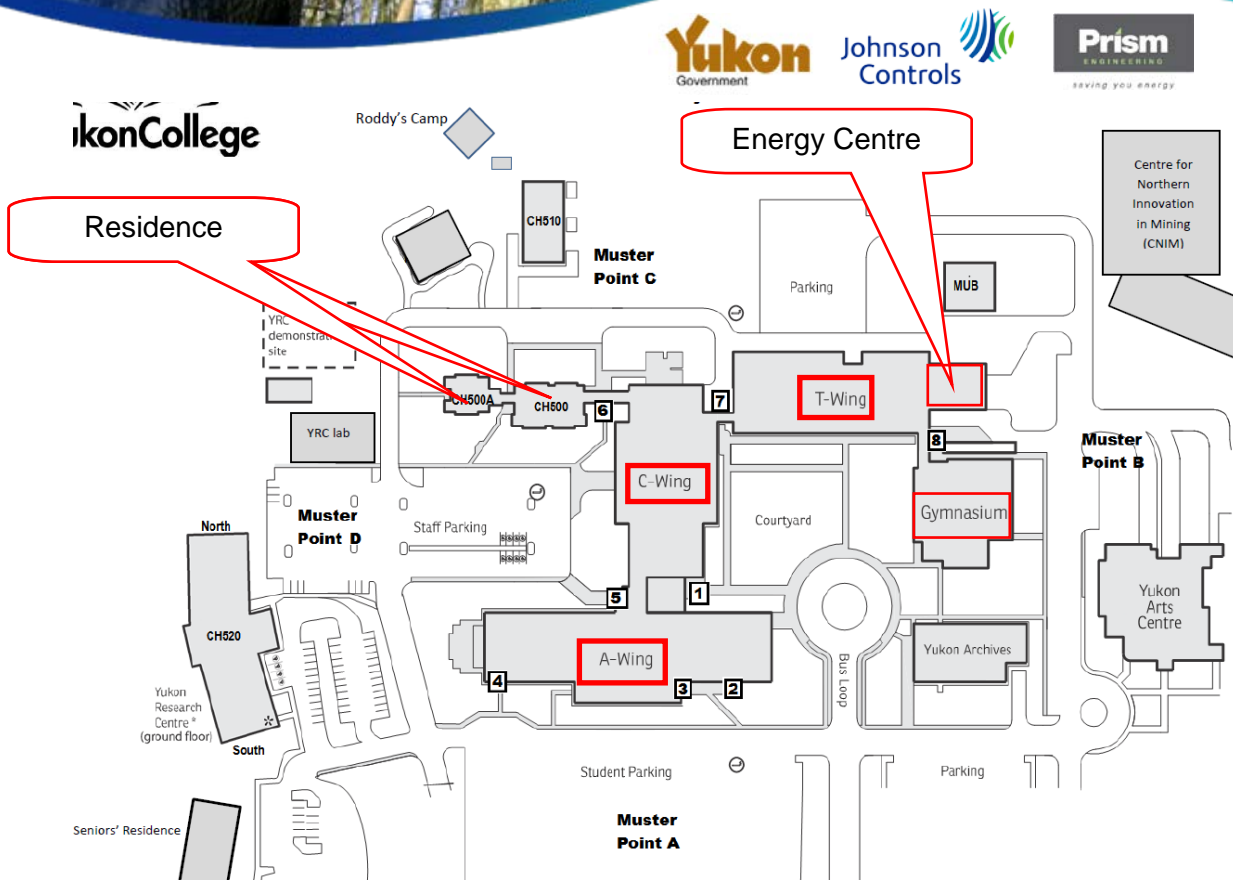 Yukon
Government
Johnson
Controls
Prism
ENGINEERING
saving you energy
ukonCollege
Roddy's Camp
Energy Centre
Centre for
Northern
Innovation
in Mining
(CNIM)
Residence
CH510
Muster
Point C
Parking
MUB
YRC
demonstrati
site
CH500A
CH500
6
7
T-Wing
8
Muster
Point B
YRC lab
C-Wing
Gymnasium
North
Muster
Point D
Staff Parking
Courtyard
5
1
Yukon
Arts
Centre
CH520
A-Wing
Bus Loop
Yukon Archives
4
3
2
Yukon
Research
Centre *
(ground floor)
*
South
Student Parking
Parking
Seniors' Residence
Muster
Point A